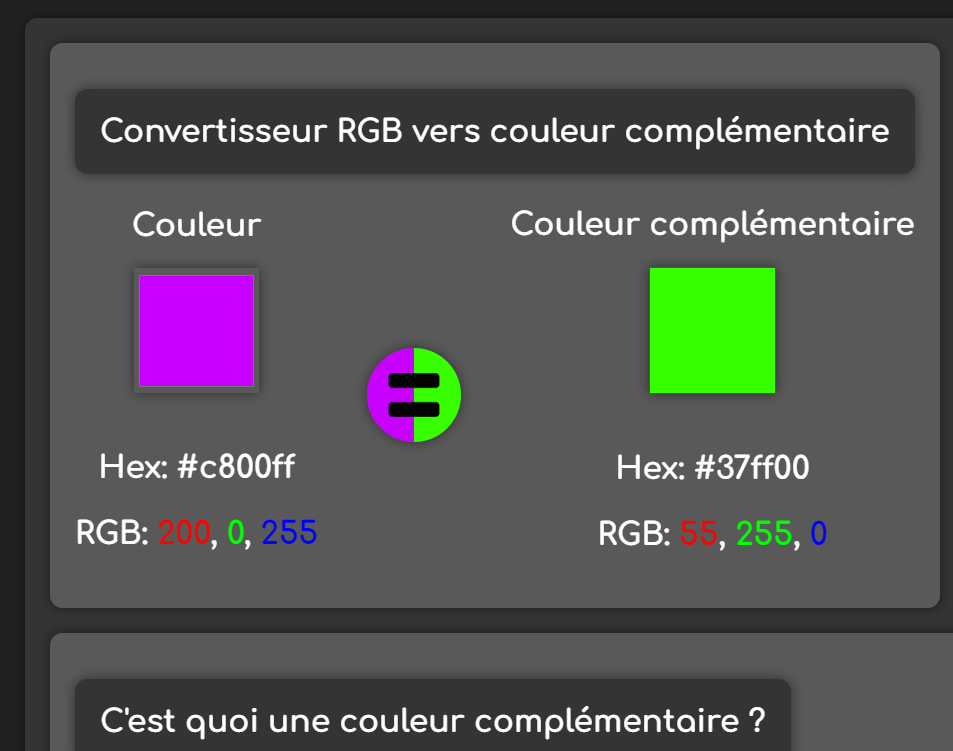 Convertisseur RGB vers couleur complémentaire
Couleur
Couleur complémentaire
Hex: #c800ff
Hex: #37ff00
RGB: 200, 0, 255
RGB: 55, 255, 0
C'est quoi une couleur complémentaire ?